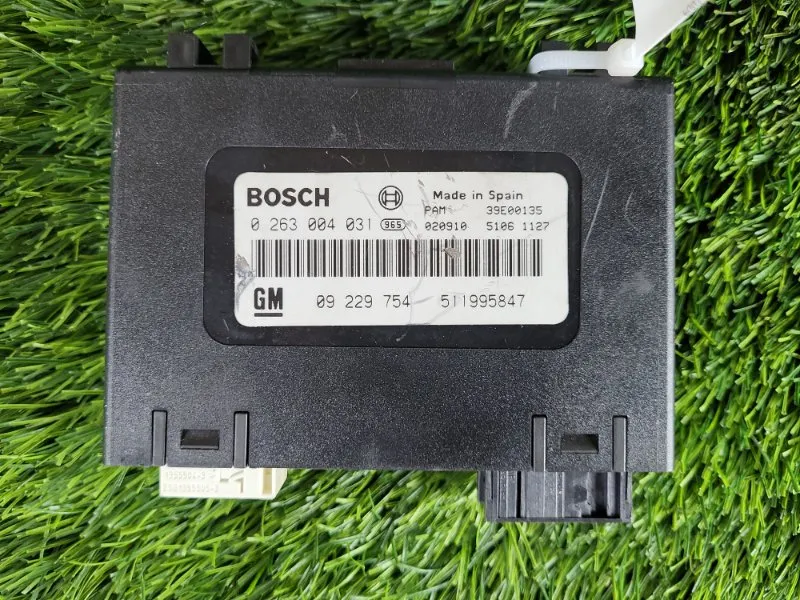 BOSCH Made in Spain
PAM 39E00135
0 263 004 031 965 020910 5106 1127
GM 09 229 754 511995847